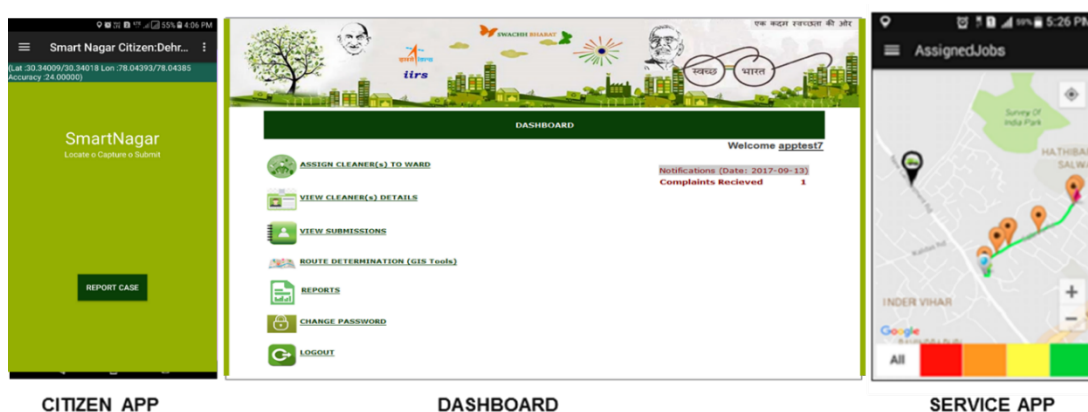 55% 4:06 PM
Smart Nagar Citizen:Dehr...
(Lat :30.34009/30.34018 Lon :78.04393/78.04385
Accuracy :24.00000)
SmartNagar
Locate o Capture o Submit
REPORT CASE
CITIZEN APP
एक कदम स्वच्छता की ओर
SWACHH BHARAT
इसरो isro
iirs
स्वच्छ भारत
DASHBOARD
Welcome apptest7
Notifications (Date: 2017-09-13)
Complaints Recieved 1
ASSIGN CLEANER(s) TO WARD
VIEW CLEANER(s) DETAILS
VIEW SUBMISSIONS
ROUTE DETERMINATION (GIS Tools)
REPORTS
CHANGE PASSWORD
LOGOUT
DASHBOARD
5:26 PM
AssignedJobs
Survey Of
India Park
HATHIBAR
SALWA
INDER VIHAR
Google
All
SERVICE APP